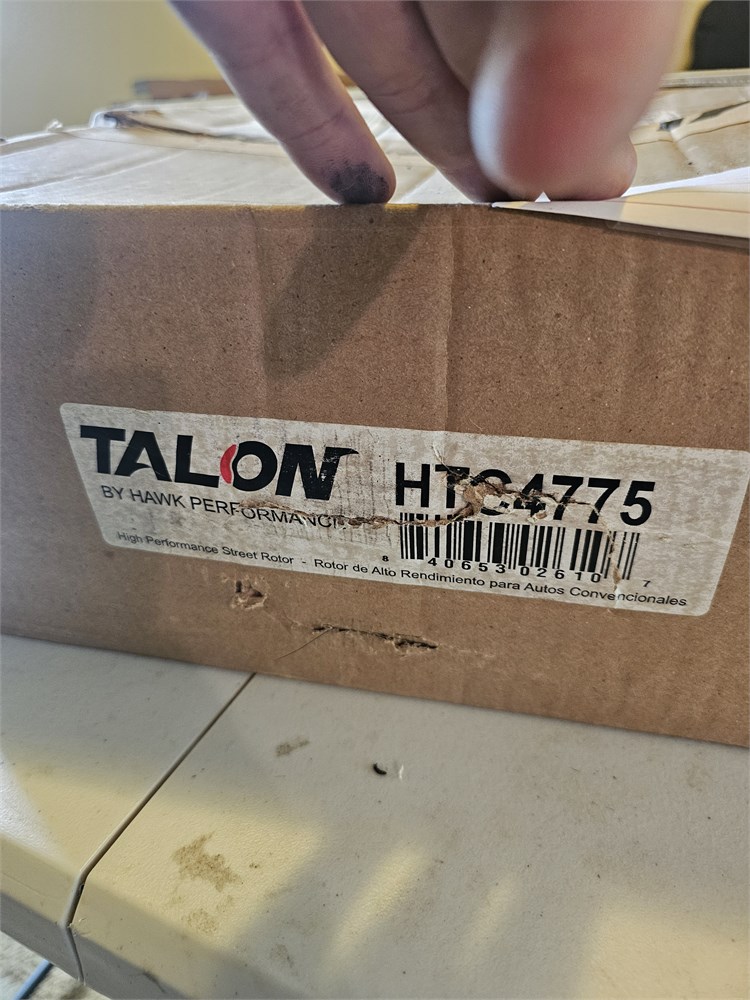 TALON
BY HAWK PERFORMANCE
HTC4775
8 40653 02610 7
High Performance Street Rotor - Rotor de Alto Rendimiento para Autos Convencionales